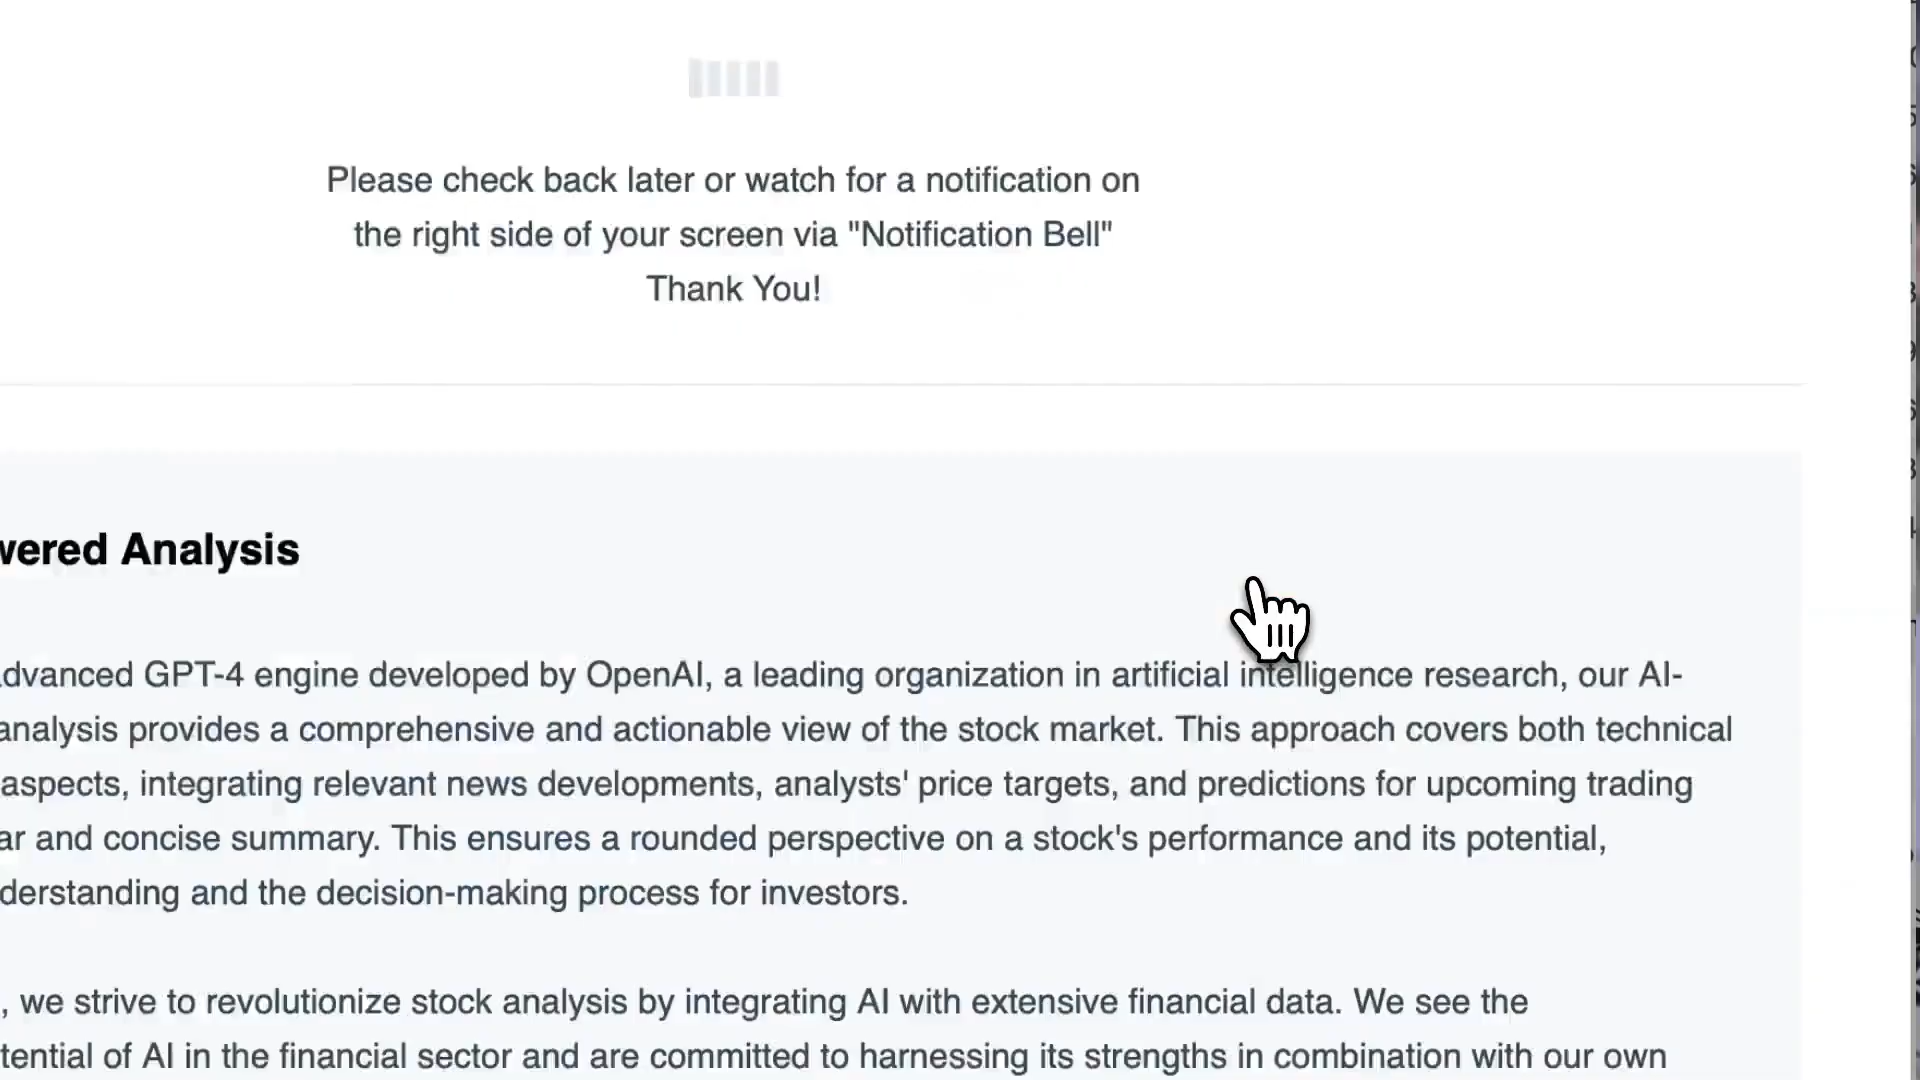 Please check back later or watch for a notification on
the right side of your screen via "Notification Bell"
Thank You!
wered Analysis
dvanced GPT-4 engine developed by OpenAI, a leading organization in artificial intelligence research, our AI-
analysis provides a comprehensive and actionable view of the stock market. This approach covers both technical
aspects, integrating relevant news developments, analysts' price targets, and predictions for upcoming trading
ar and concise summary. This ensures a rounded perspective on a stock's performance and its potential,
derstanding and the decision-making process for investors.
, we strive to revolutionize stock analysis by integrating AI with extensive financial data. We see the
tential of AI in the financial sector and are committed to harnessing its strengths in combination with our own